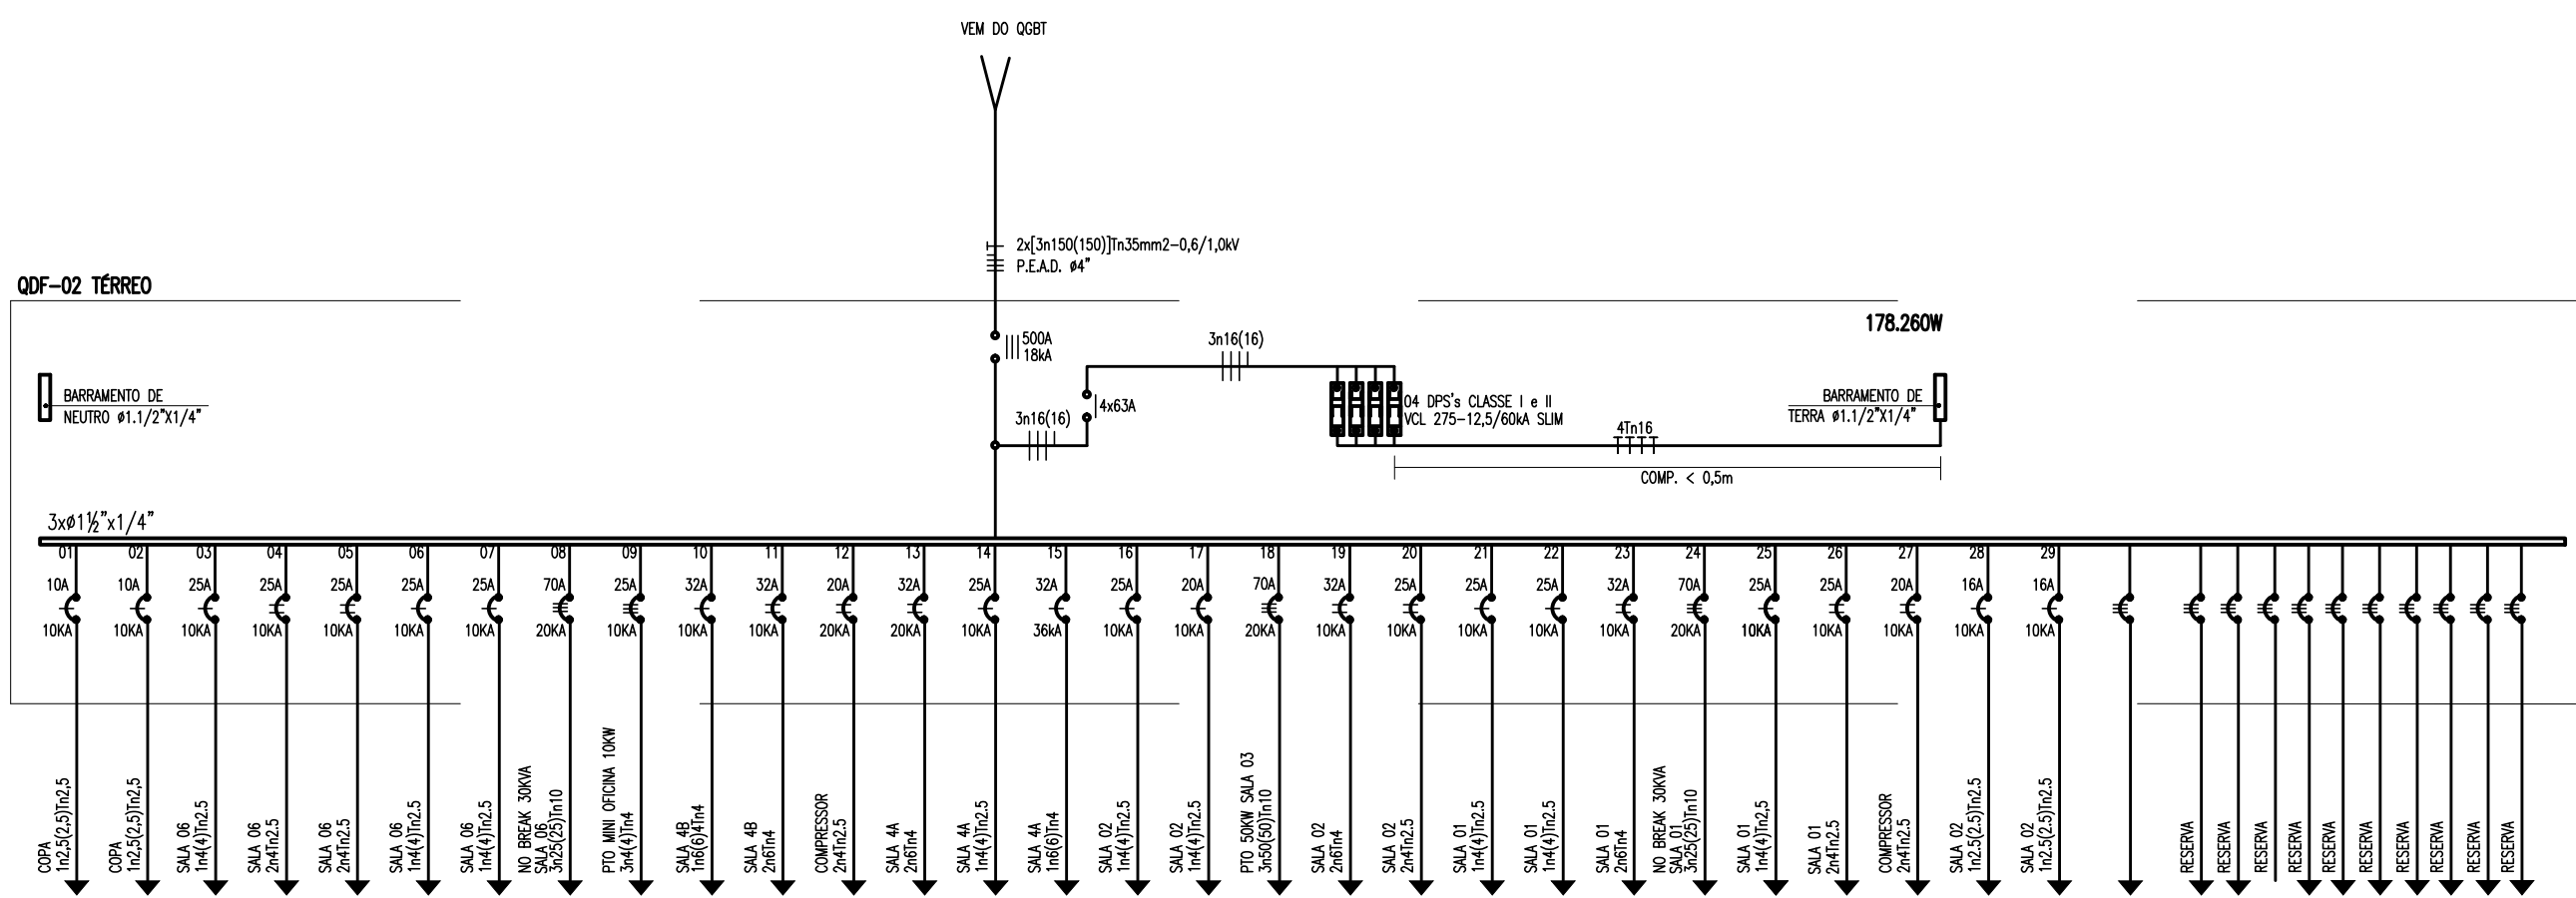 VEM DO QGBT
2x[3n150(150)]Tn35mm2-0,6/1,0kV
P.E.A.D. ø4"
QDF-02 TÉRREO
178.260W
500A
18kA
3n16(16)
4x63A
3n16(16)
04 DPS's CLASSE I e II
VCL 275-12,5/60kA SLIM
BARRAMENTO DE
NEUTRO ø1.1/2"X1/4"
BARRAMENTO DE
TERRA ø1.1/2"X1/4"
4Tn16
COMP. < 0,5m
3xø1½"x1/4"
01 02 03 04 05 06 07 08 09 10 11 12 13 14 15 16 17 18 19 20 21 22 23 24 25 26 27 28 29
10A 10A 25A 25A 25A 25A 25A 70A 25A 32A 32A 20A 32A 25A 32A 25A 20A 70A 32A 25A 25A 25A 32A 70A 25A 25A 20A 16A 16A
10KA 10KA 10KA 10KA 10KA 10KA 10KA 20KA 10KA 10KA 10KA 20KA 20KA 10KA 36kA 10KA 10KA 20KA 10KA 10KA 10KA 10KA 10KA 20KA 10KA 10KA 10KA 10KA 10KA
COPA
1n2,5(2,5)Tn2,5
COPA
1n2,5(2,5)Tn2,5
SALA 06
1n4(4)Tn2.5
SALA 06
2n4Tn2.5
SALA 06
2n4Tn2.5
SALA 06
1n4(4)Tn2.5
SALA 06
1n4(4)Tn2.5
NO BREAK 30KVA
SALA 06
3n25(25)Tn10
PTO MINI OFICINA 10KW
3n4(4)Tn4
SALA 4B
1n6(6)4Tn4
SALA 4B
2n6Tn4
COMPRESSOR
2n4Tn2.5
SALA 4A
2n6Tn4
SALA 4A
1n4(4)Tn2.5
SALA 4A
1n6(6)Tn4
SALA 02
1n4(4)Tn2.5
SALA 02
1n4(4)Tn2.5
PTO 50KW SALA 03
3n50(50)Tn10
SALA 02
2n6Tn4
SALA 02
2n4Tn2.5
SALA 01
1n4(4)Tn2.5
SALA 01
1n4(4)Tn2.5
SALA 01
2n6Tn4
NO BREAK 30KVA
SALA 01
3n25(25)Tn10
SALA 01
1n4(4)Tn2,5
SALA 01
2n4Tn2.5
COMPRESSOR
2n4Tn2.5
SALA 02
1n2.5(2.5)Tn2.5
SALA 02
1n2.5(2.5)Tn2.5
RESERVA
RESERVA
RESERVA
RESERVA
RESERVA
RESERVA
RESERVA
RESERVA
RESERVA
RESERVA